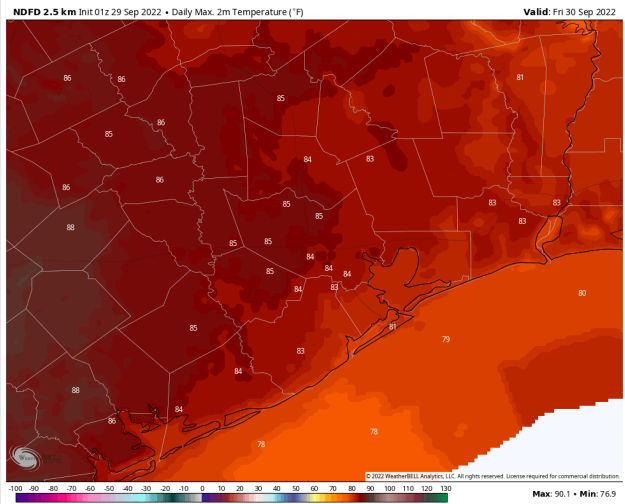 NDFD 2.5 km Init 01z 29 Sep 2022 • Daily Max. 2m Temperature (°F)
Valid: Fri 30 Sep 2022
86 86 81
85
86
85
84 83
86 86
85 83 83
88 85 83
85 85
84
85 84 84 80
84 83
85 81
79
83
84
88
84
86 78
78
© 2022 WeatherBELL Analytics, LLC. All rights reserved. License required for commercial distribution.
-100 -90 -80 -70 -60 -50 -40 -30 -20 -10 0 10 20 30 40 50 60 70 80 90 100 110 120 130
Max: 90.1 • Min: 76.9